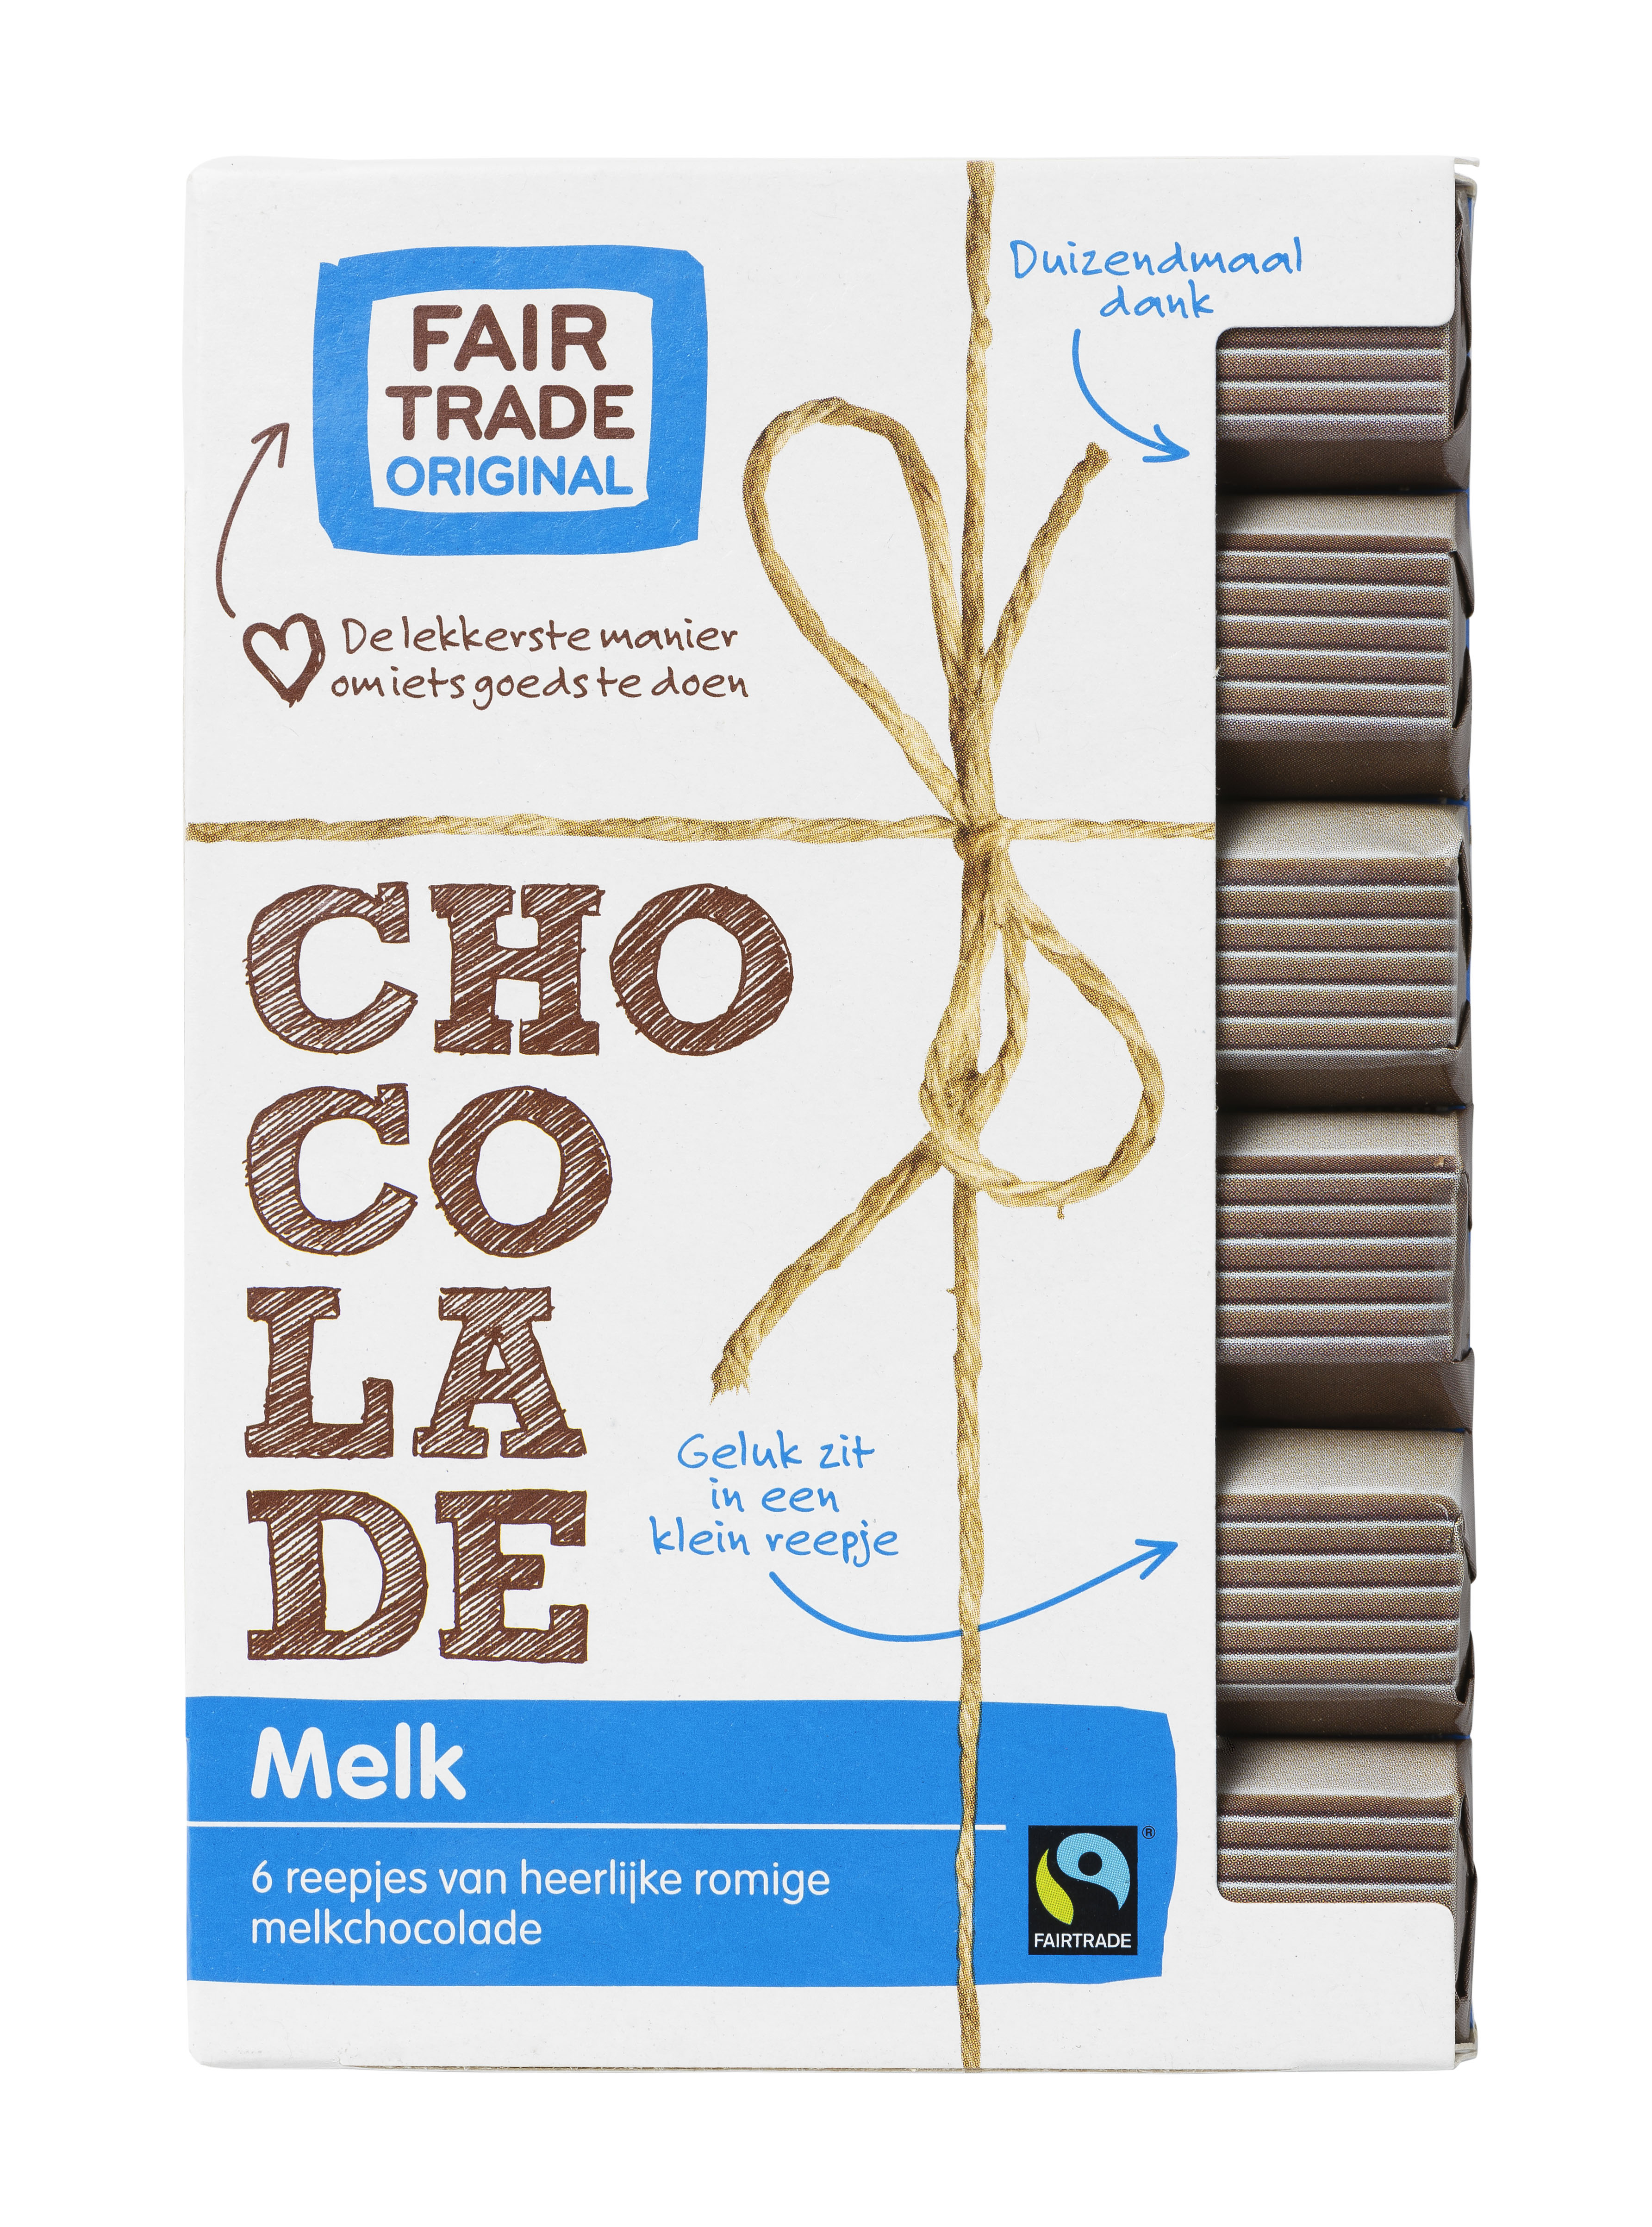 FAIR
TRADE
ORIGINAL
Duizendmaal
dank
De lekkerste manier
om iets goeds te doen
CHO
CO
LA
DE
Geluk zit
in een
klein reepje
Melk
6 reepjes van heerlijke romige
melkchocolade
®
FAIRTRADE